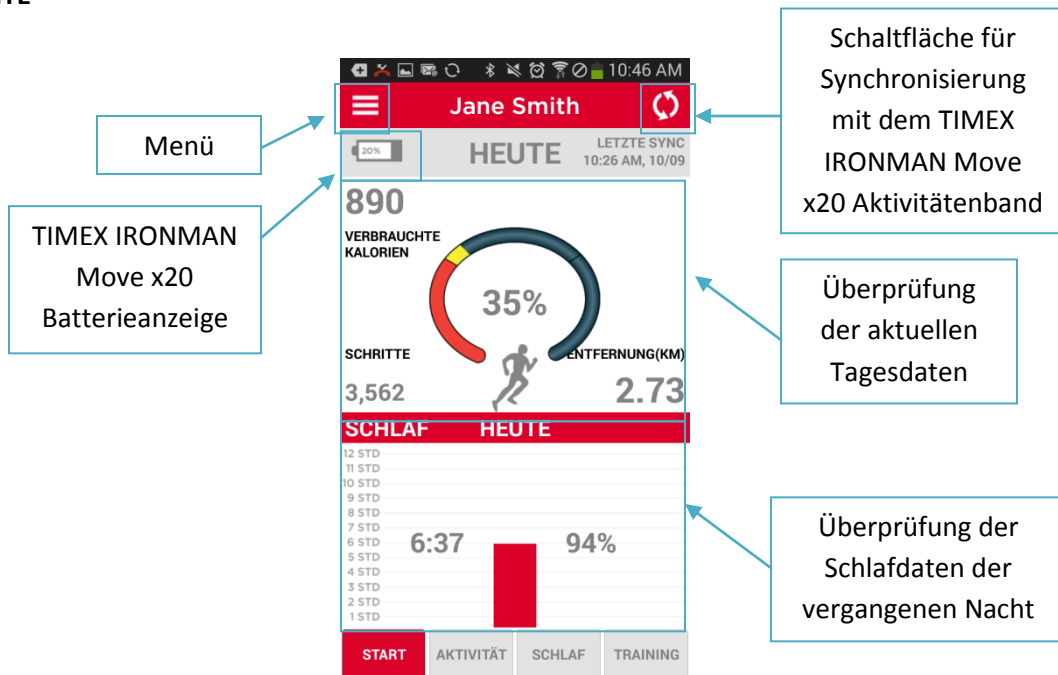 Schaltfläche für
Synchronisierung
mit dem TIMEX
IRONMAN Move
x20 Aktivitätenband
10:46 AM
Jane Smith
Menü
20%
HEUTE
LETZTE SYNC
10:26 AM, 10/09
TIMEX IRONMAN
Move x20
Batterieanzeige
890
VERBRAUCHTE
KALORIEN
35%
SCHRITTE
ENTFERNUNG(KM)
3,562
2.73
Überprüfung
der aktuellen
Tagesdaten
SCHLAF HEUTE
12 STD
11 STD
10 STD
9 STD
8 STD
7 STD
6 STD
5 STD
4 STD
3 STD
2 STD
1 STD
6:37
94%
Überprüfung der
Schlafdaten der
vergangenen Nacht
START AKTIVITÄT SCHLAF TRAINING